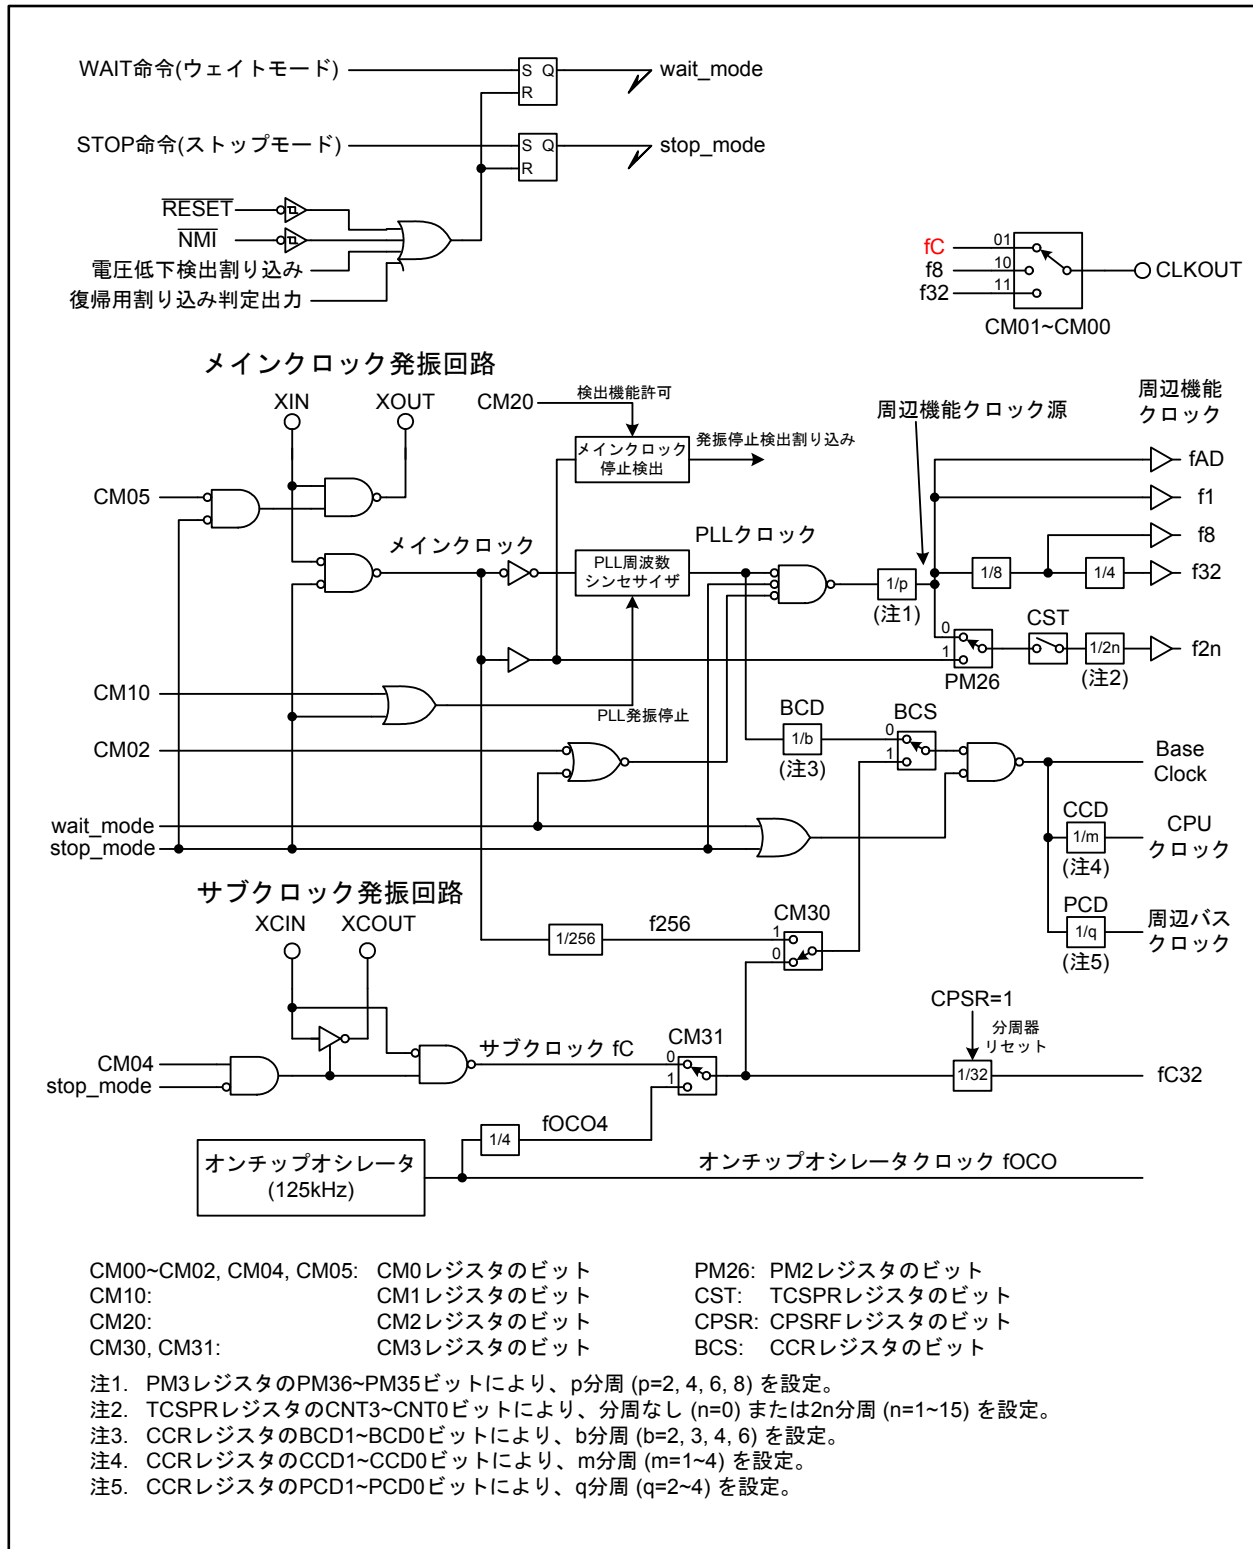 WAIT命令(ウェイトモード)
S Q
R
wait_mode
STOP命令(ストップモード)
S Q
R
stop_mode
RESET
NMI
電圧低下検出割り込み
復帰用割り込み判定出力
fC
01
f8
10
f32
11
CLKOUT
CM01~CM00
メインクロック発振回路
XIN
XOUT
CM20
検出機能許可
メインクロック
停止検出
発振停止検出割り込み
周辺機能クロック源
周辺機能
クロック
fAD
f1
f8
f32
f2n
CM05
メインクロック
PLL周波数
シンセサイザ
PLLクロック
1/p
(注1)
1/8
1/4
0
1
PM26
CST
1/2n
(注2)
CM10
PLL発振停止
CM02
BCD
1/b
(注3)
BCS
0
1
Base
Clock
wait_mode
stop_mode
CCD
1/m
(注4)
CPU
クロック
PCD
1/q
(注5)
周辺バス
クロック
サブクロック発振回路
XCIN
XCOUT
1/256
f256
CM30
1
0
CPSR=1
分周器
リセット
CM04
stop_mode
サブクロック fC
CM31
0
1
1/32
fC32
1/4
fOCO4
オンチップオシレータ
(125kHz)
オンチップオシレータクロック fOCO
CM00~CM02, CM04, CM05: CM0レジスタのビット
CM10: CM1レジスタのビット
CM20: CM2レジスタのビット
CM30, CM31: CM3レジスタのビット
PM26: PM2レジスタのビット
CST: TCSPRレジスタのビット
CPSR: CPSRFレジスタのビット
BCS: CCRレジスタのビット
注1. PM3レジスタのPM36~PM35ビットにより、p分周 (p=2, 4, 6, 8) を設定。
注2. TCSPRレジスタのCNT3~CNT0ビットにより、分周なし (n=0) または2n分周 (n=1~15) を設定。
注3. CCRレジスタのBCD1~BCD0ビットにより、b分周 (b=2, 3, 4, 6) を設定。
注4. CCRレジスタのCCD1~CCD0ビットにより、m分周 (m=1~4) を設定。
注5. CCRレジスタのPCD1~PCD0ビットにより、q分周 (q=2~4) を設定。